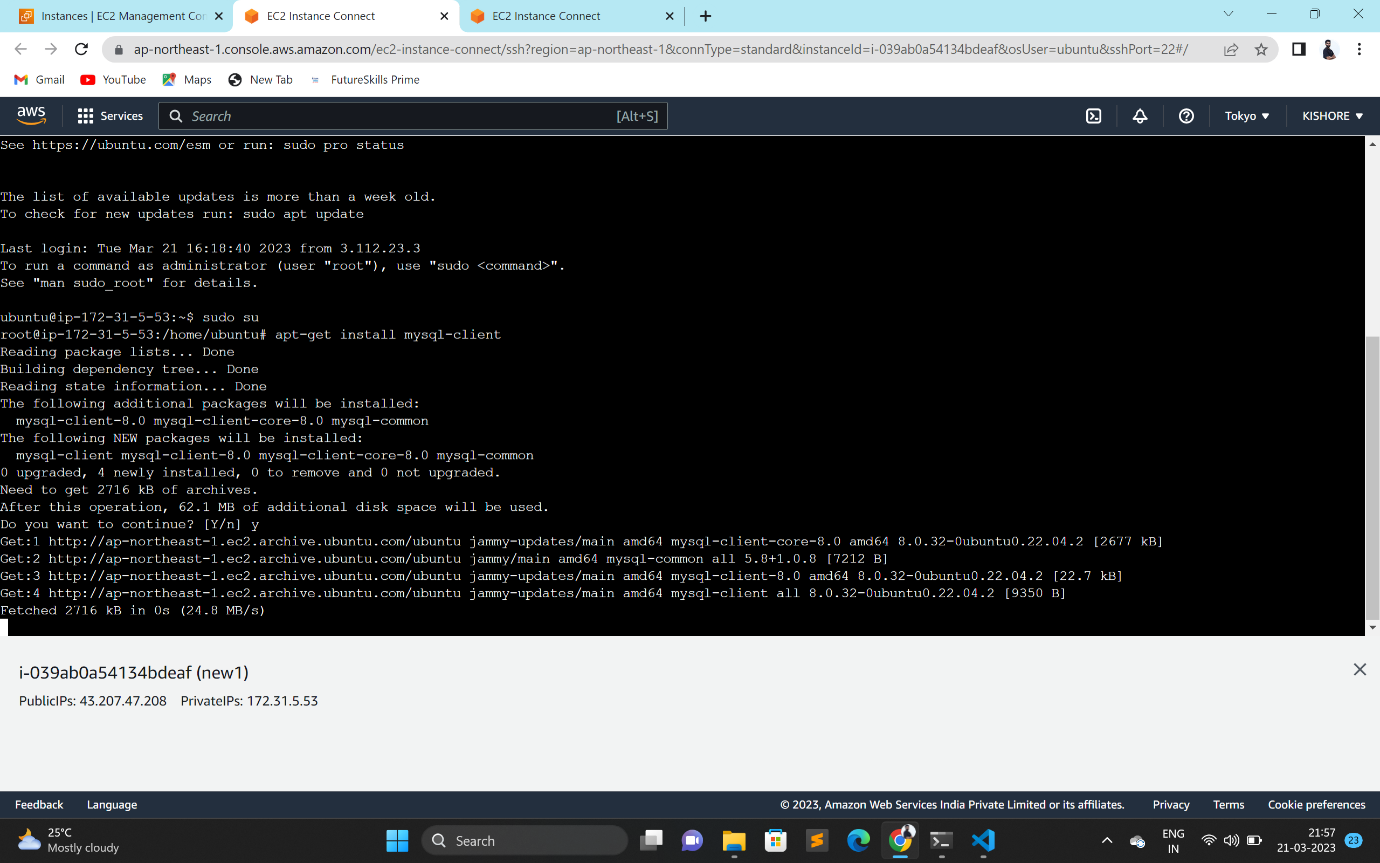 Instances | EC2 Management Con
EC2 Instance Connect
EC2 Instance Connect
ap-northeast-1.console.aws.amazon.com/ec2-instance-connect/ssh?region=ap-northeast-1&connType=standard&instanceId=i-039ab0a54134bdeaf&osUser=ubuntu&sshPort=22#/
Gmail YouTube Maps New Tab FutureSkills Prime
aws Services Search [Alt+S] Tokyo ▼ KISHORE ▼
See https://ubuntu.com/esm or run: sudo pro status
The list of available updates is more than a week old.
To check for new updates run: sudo apt update
Last login: Tue Mar 21 16:18:40 2023 from 3.112.23.3
To run a command as administrator (user "root"), use "sudo <command>".
See "man sudo_root" for details.
ubuntu@ip-172-31-5-53:~$ sudo su
root@ip-172-31-5-53:/home/ubuntu# apt-get install mysql-client
Reading package lists... Done
Building dependency tree... Done
Reading state information... Done
The following additional packages will be installed:
mysql-client-8.0 mysql-client-core-8.0 mysql-common
The following NEW packages will be installed:
mysql-client mysql-client-8.0 mysql-client-core-8.0 mysql-common
0 upgraded, 4 newly installed, 0 to remove and 0 not upgraded.
Need to get 2716 kB of archives.
After this operation, 62.1 MB of additional disk space will be used.
Do you want to continue? [Y/n] y
Get:1 http://ap-northeast-1.ec2.archive.ubuntu.com/ubuntu jammy-updates/main amd64 mysql-client-core-8.0 amd64 8.0.32-0ubuntu0.22.04.2 [2677 kB]
Get:2 http://ap-northeast-1.ec2.archive.ubuntu.com/ubuntu jammy/main amd64 mysql-common all 5.8+1.0.8 [7212 B]
Get:3 http://ap-northeast-1.ec2.archive.ubuntu.com/ubuntu jammy-updates/main amd64 mysql-client-8.0 amd64 8.0.32-0ubuntu0.22.04.2 [22.7 kB]
Get:4 http://ap-northeast-1.ec2.archive.ubuntu.com/ubuntu jammy-updates/main amd64 mysql-client all 8.0.32-0ubuntu0.22.04.2 [9350 B]
Fetched 2716 kB in 0s (24.8 MB/s)
i-039ab0a54134bdeaf (new1)
PublicIPs: 43.207.47.208 PrivateIPs: 172.31.5.53
Feedback Language © 2023, Amazon Web Services India Private Limited or its affiliates. Privacy Terms Cookie preferences
25°C
Mostly cloudy
Search
ENG
IN
21:57
21-03-2023
23